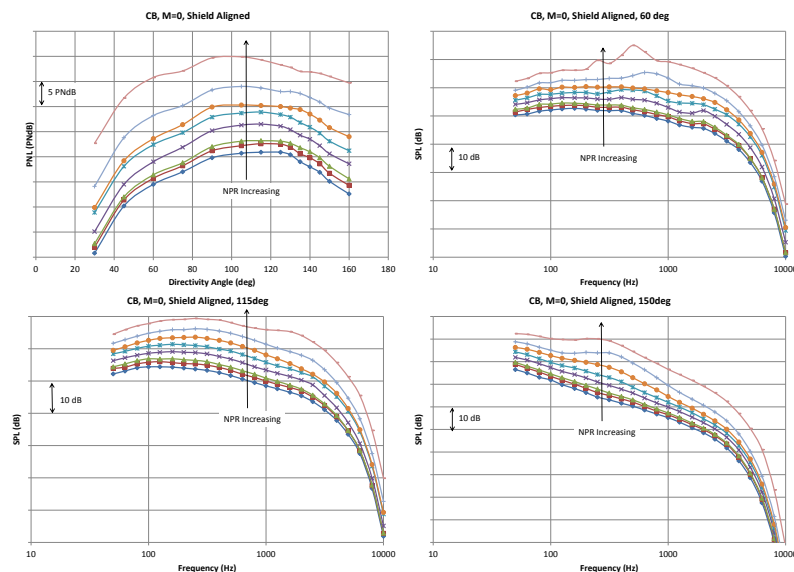 CB, M=0, Shield Aligned
5 PNdB
PNL (PNdB)
NPR Increasing
0 20 40 60 80 100 120 140 160 180
Directivity Angle (deg)
CB, M=0, Shield Aligned, 60 deg
10 dB
SPL (dB)
NPR Increasing
10 100 1000 10000
Frequency (Hz)
CB, M=0, Shield Aligned, 115deg
10 dB
SPL (dB)
NPR Increasing
10 100 1000 10000
Frequency (Hz)
CB, M=0, Shield Aligned, 150deg
10 dB
SPL (dB)
NPR Increasing
10 100 1000 10000
Frequency (Hz)